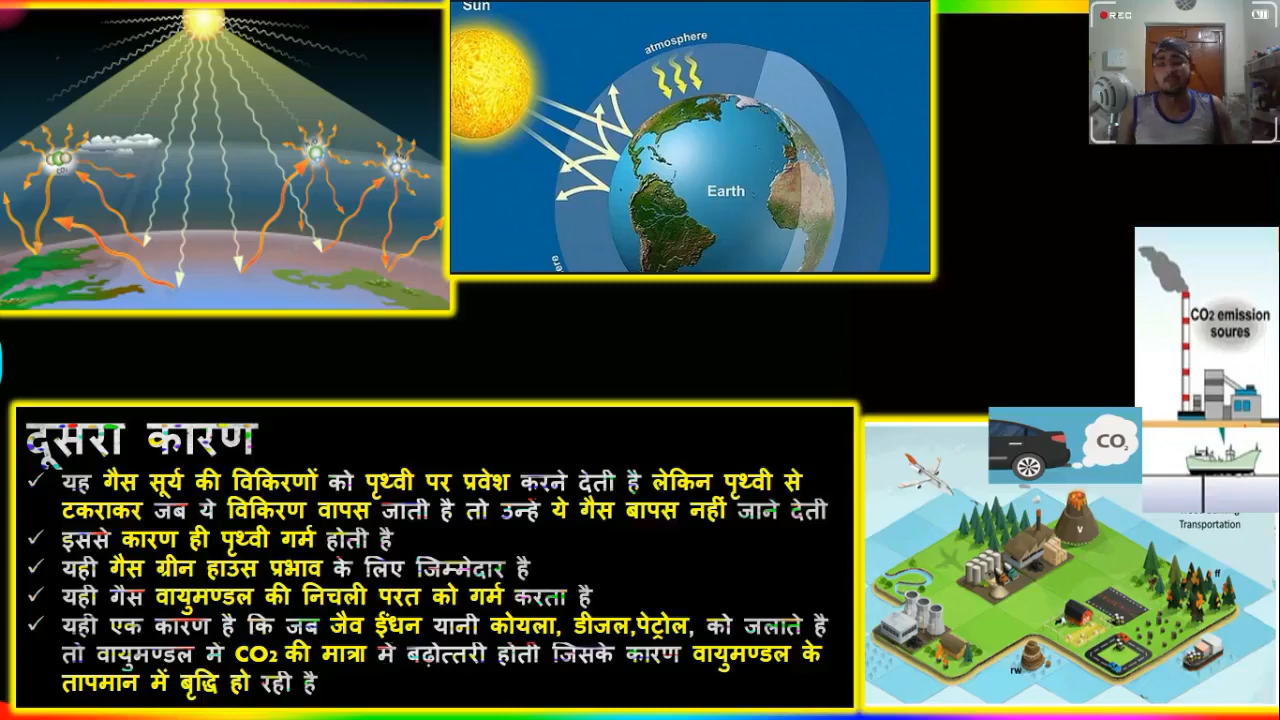 Sun
atmosphere
Earth
REC
CO2 emission
soures
दूसरा कारण
यह गैस सूर्य की विकिरणों को पृथ्वी पर प्रवेश करने देती है लेकिन पृथ्वी से
टकराकर जब ये विकिरण वापस जाती है तो उन्हें ये गैस बापस नहीं जाने देती
इससे कारण ही पृथ्वी गर्म होती है
यही गैस ग्रीन हाउस प्रभाव के लिए जिम्मेदार है
यही गैस वायुमण्डल की निचली परत को गर्म करता है
यही एक कारण है कि जब जैव ईंधन यानी कोयला, डीजल,पेट्रोल, को जलाते है
तो वायुमण्डल में CO₂ की मात्रा मे बढ़ोत्तरी होती जिसके कारण वायुमण्डल के
तापमान में बृद्धि हो रही है
CO₂
Transportation
V
ff
rw